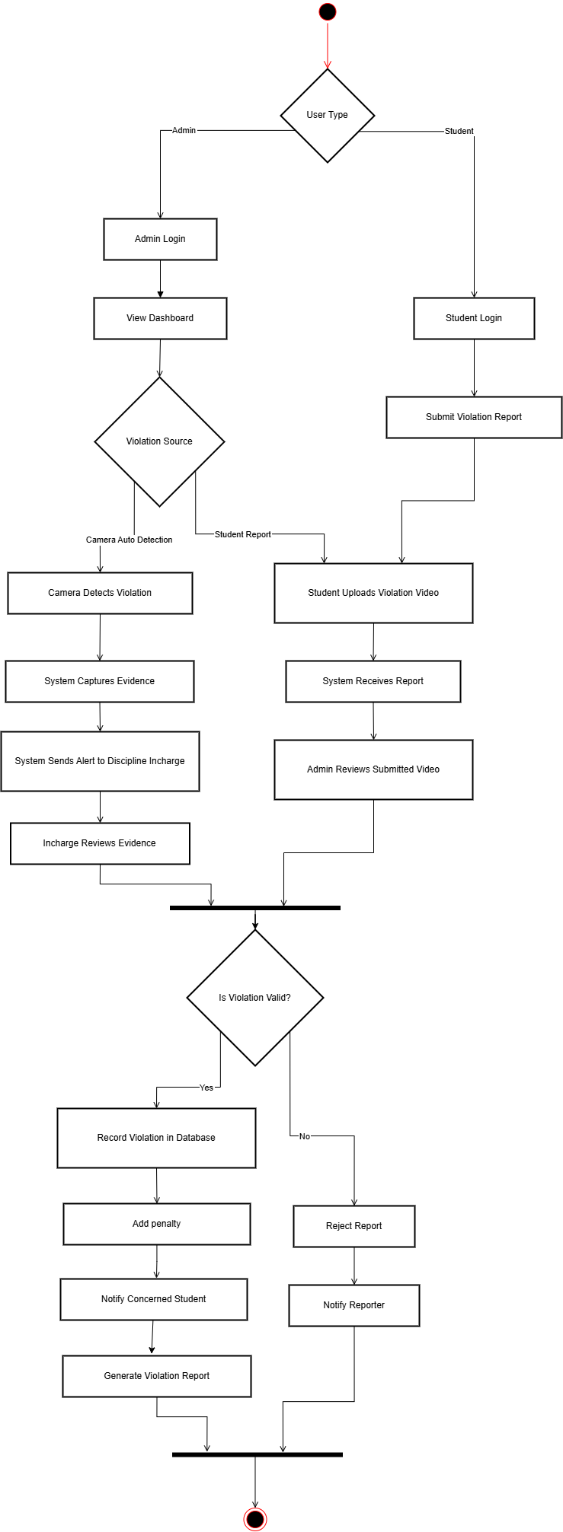 User Type
Admin
Student
Admin Login
View Dashboard
Student Login
Submit Violation Report
Violation Source
Camera Auto Detection
Student Report
Camera Detects Violation
Student Uploads Violation Video
System Captures Evidence
System Receives Report
System Sends Alert to Discipline Incharge
Admin Reviews Submitted Video
Incharge Reviews Evidence
Is Violation Valid?
Yes
No
Record Violation in Database
Add penalty
Reject Report
Notify Concerned Student
Notify Reporter
Generate Violation Report